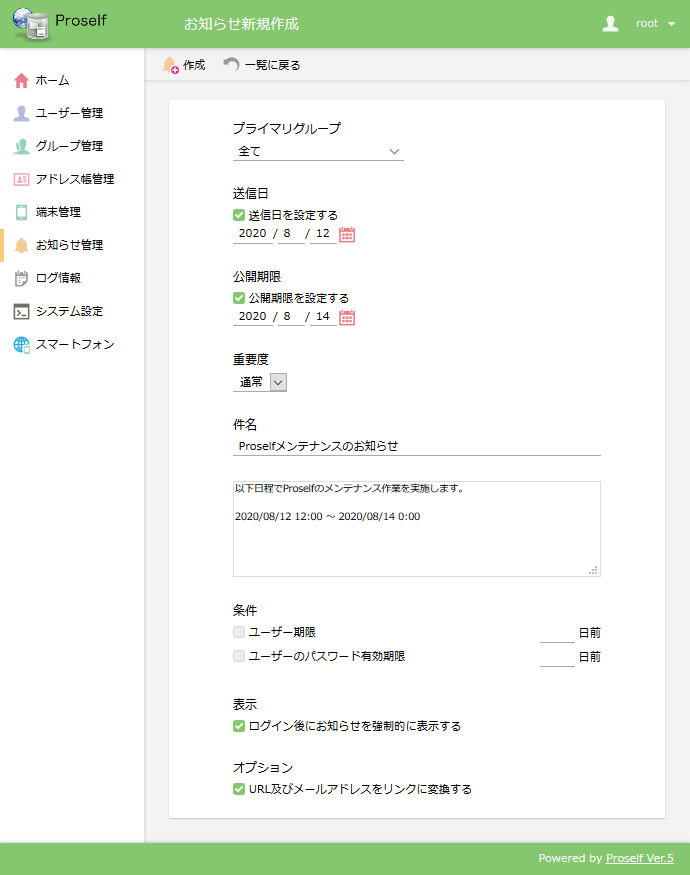 Proself
お知らせ新規作成
root
作成
一覧に戻る
ホーム
ユーザー管理
グループ管理
アドレス帳管理
端末管理
お知らせ管理
ログ情報
システム設定
スマートフォン
プライマリグループ
全て
送信日
送信日を設定する
2020 / 8 / 12
公開期限
公開期限を設定する
2020 / 8 / 14
重要度
通常
件名
Proselfメンテナンスのお知らせ
以下日程でProselfのメンテナンス作業を実施します。
2020/08/12 12:00 ～ 2020/08/14 0:00
条件
ユーザー期限 日前
ユーザーのパスワード有効期限 日前
表示
ログイン後にお知らせを強制的に表示する
オプション
URL及びメールアドレスをリンクに変換する
Powered by Proself Ver.5